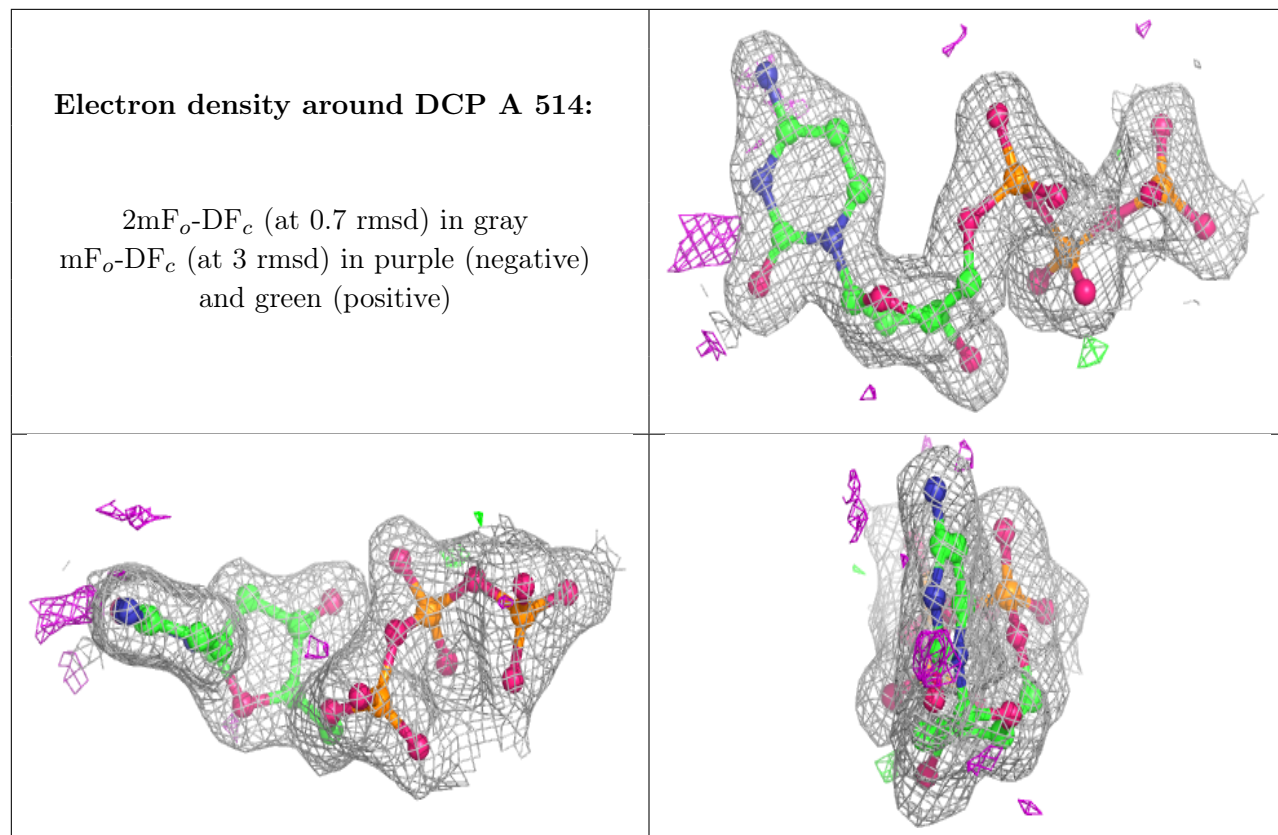 Electron density around DCP A 514:
2mFo-DFc (at 0.7 rmsd) in gray
mFo-DFc (at 3 rmsd) in purple (negative)
and green (positive)